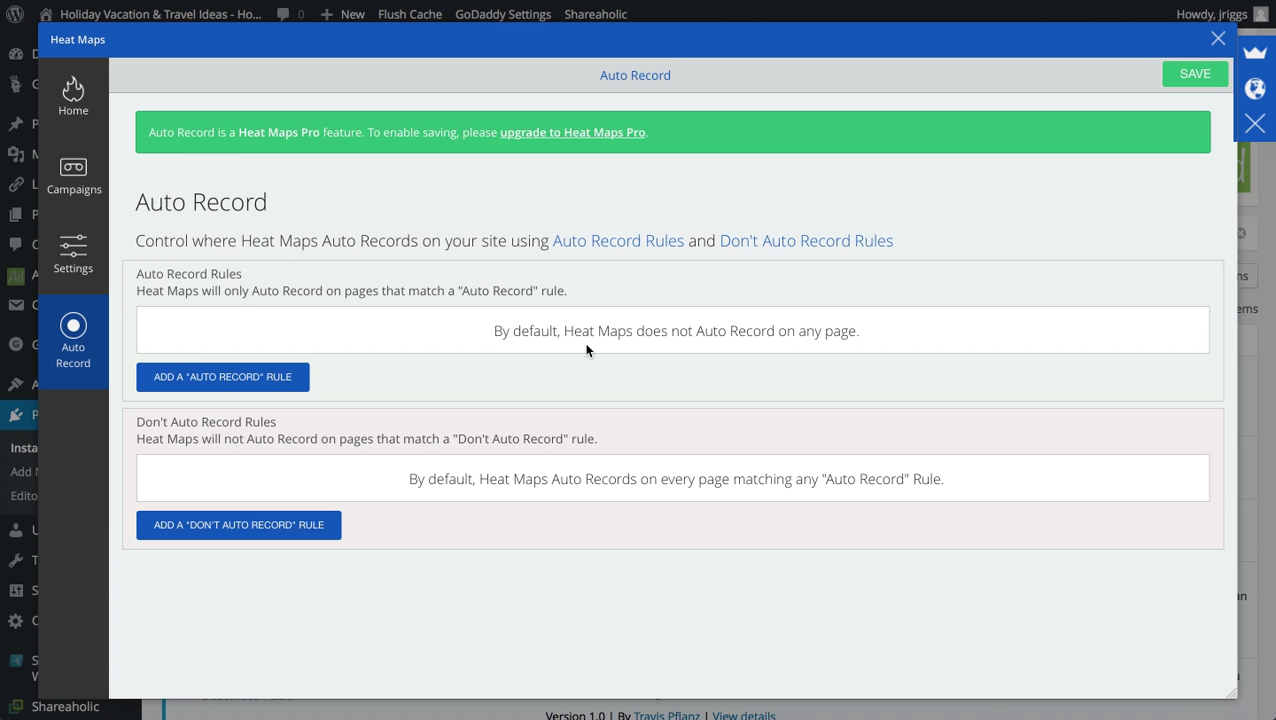 Holiday Vacation & Travel Ideas - Ho... 0 New Flush Cache GoDaddy Settings Shareaholic Howdy, jriggs
Heat Maps
Auto Record
SAVE
Home
Campaigns
Settings
Auto
Record
Auto Record is a Heat Maps Pro feature. To enable saving, please upgrade to Heat Maps Pro.
Auto Record
Control where Heat Maps Auto Records on your site using Auto Record Rules and Don't Auto Record Rules
Auto Record Rules
Heat Maps will only Auto Record on pages that match a "Auto Record" rule.
By default, Heat Maps does not Auto Record on any page.
ADD A "AUTO RECORD" RULE
Don't Auto Record Rules
Heat Maps will not Auto Record on pages that match a "Don't Auto Record" rule.
By default, Heat Maps Auto Records on every page matching any "Auto Record" Rule.
ADD A "DON'T AUTO RECORD" RULE
Insta
Add N
Edito
Shareaholic
Version 1.0 | By Travis Pflanz | View details